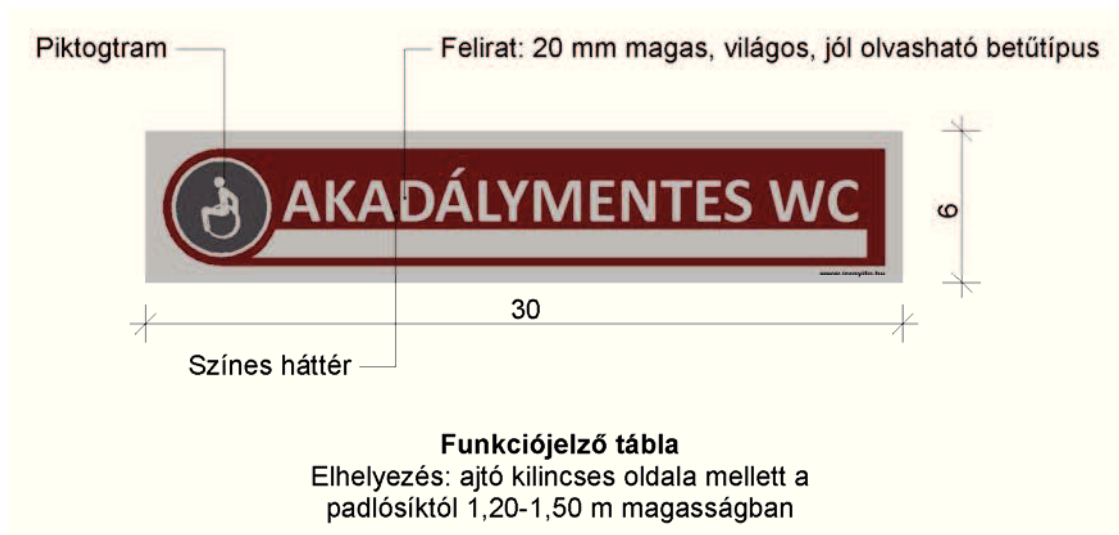 Piktogtram
Felirat: 20 mm magas, világos, jól olvasható betűtípus
AKADÁLYMENTES WC
6
30
Színes háttér
Funkciójelző tábla
Elhelyezés: ajtó kilincses oldala mellett a
padlósíktól 1,20-1,50 m magasságban